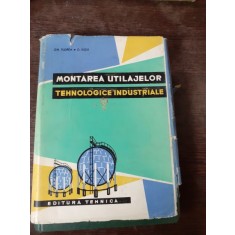 MONTAREA UTILAJELOR
TEHNOLOGICE INDUSTRIALE
EDITURA TEHNICA